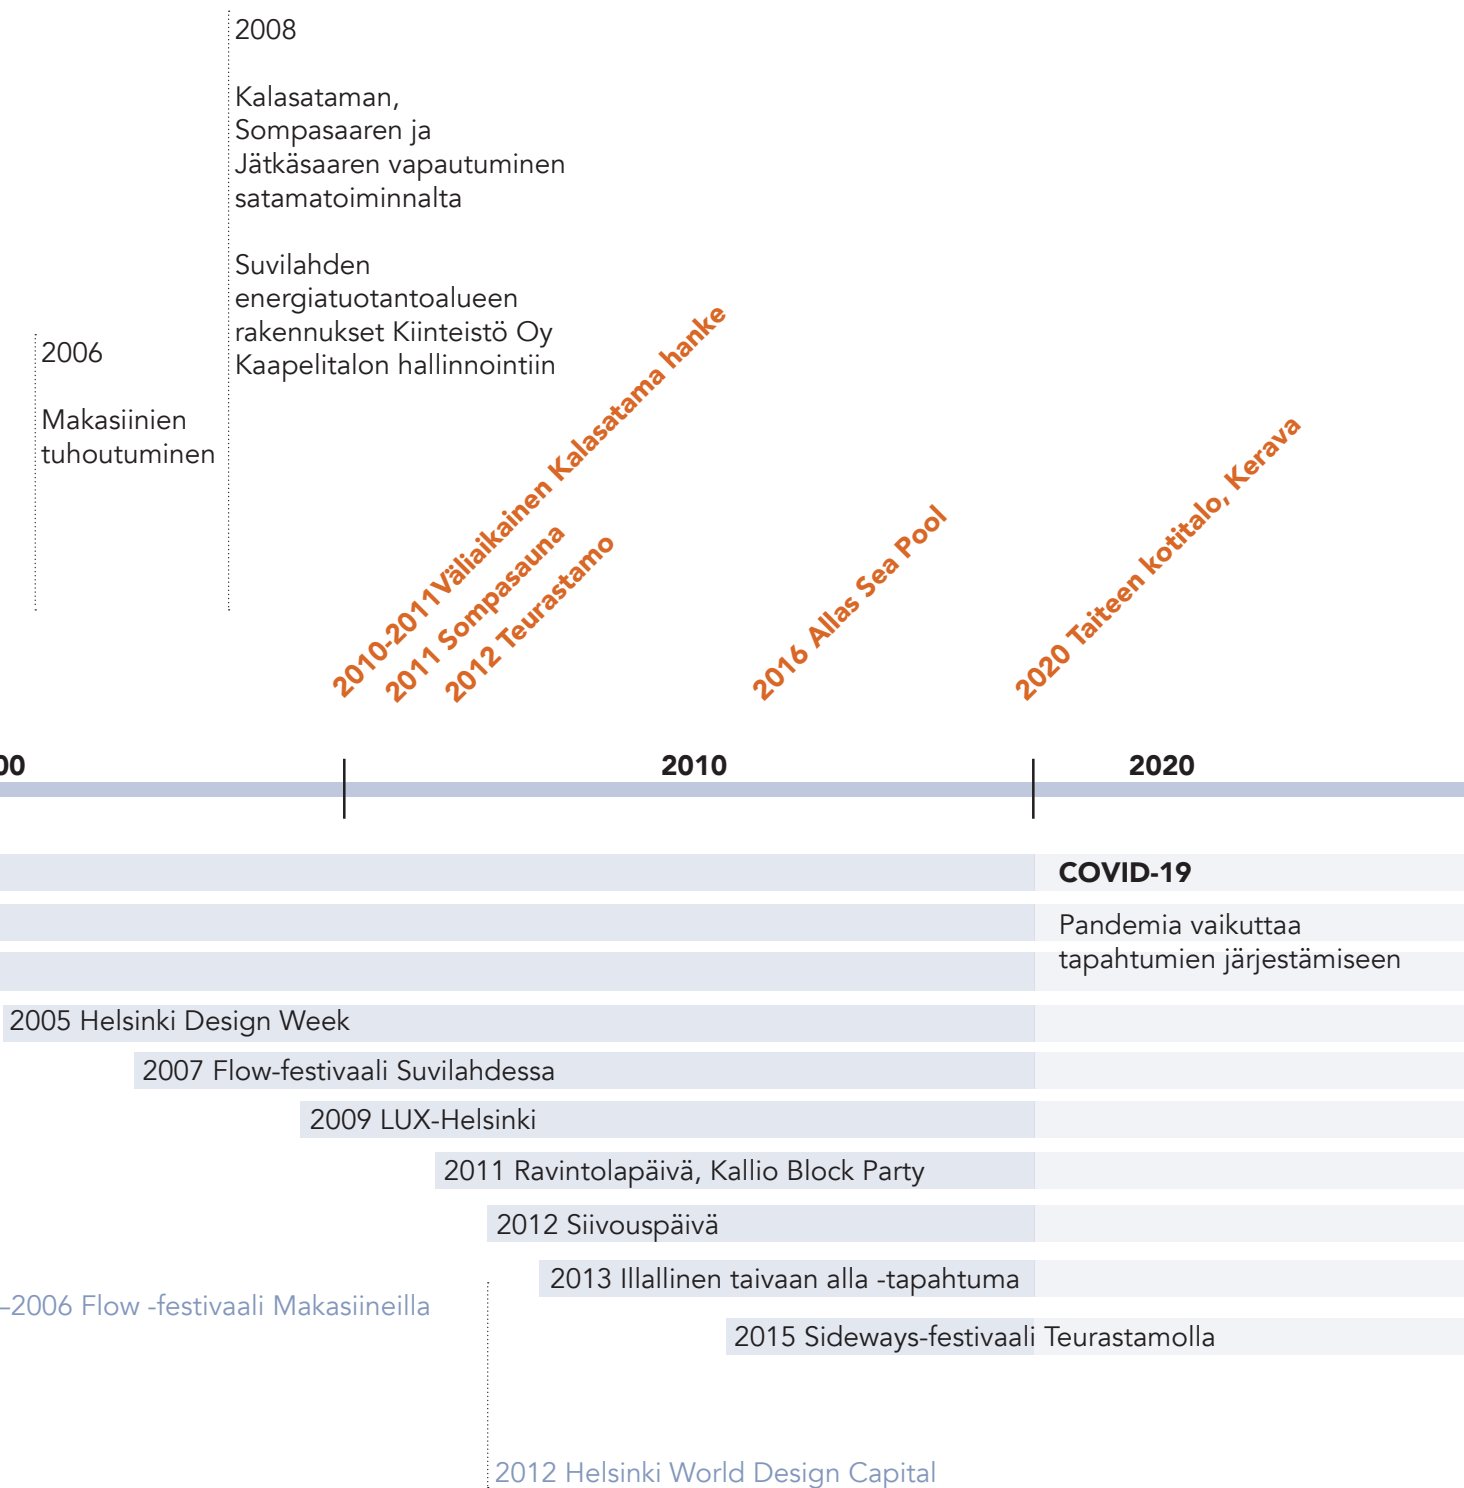 2008
Kalasataman,
Sompasaaren ja
Jätkäsaaren vapautuminen
satamatoiminnalta
Suvilahden
energiatuotantoalueen
rakennukset Kiinteistö Oy
Kaapelitalon hallinnointiin
2006
Makasiinien
tuhoutuminen
2010-2011Väliaikainen Kalasatama hanke
2011 Sompasauna
2012 Teurastamo
2016 Allas Sea Pool
2020 Taiteen kotitalo, Kerava
00
2010
2020
COVID-19
Pandemia vaikuttaa
tapahtumien järjestämiseen
2005 Helsinki Design Week
2007 Flow-festivaali Suvilahdessa
2009 LUX-Helsinki
2011 Ravintolapäivä, Kallio Block Party
2012 Siivouspäivä
2013 Illallinen taivaan alla -tapahtuma
–2006 Flow -festivaali Makasiineilla
2015 Sideways-festivaali Teurastamolla
2012 Helsinki World Design Capital